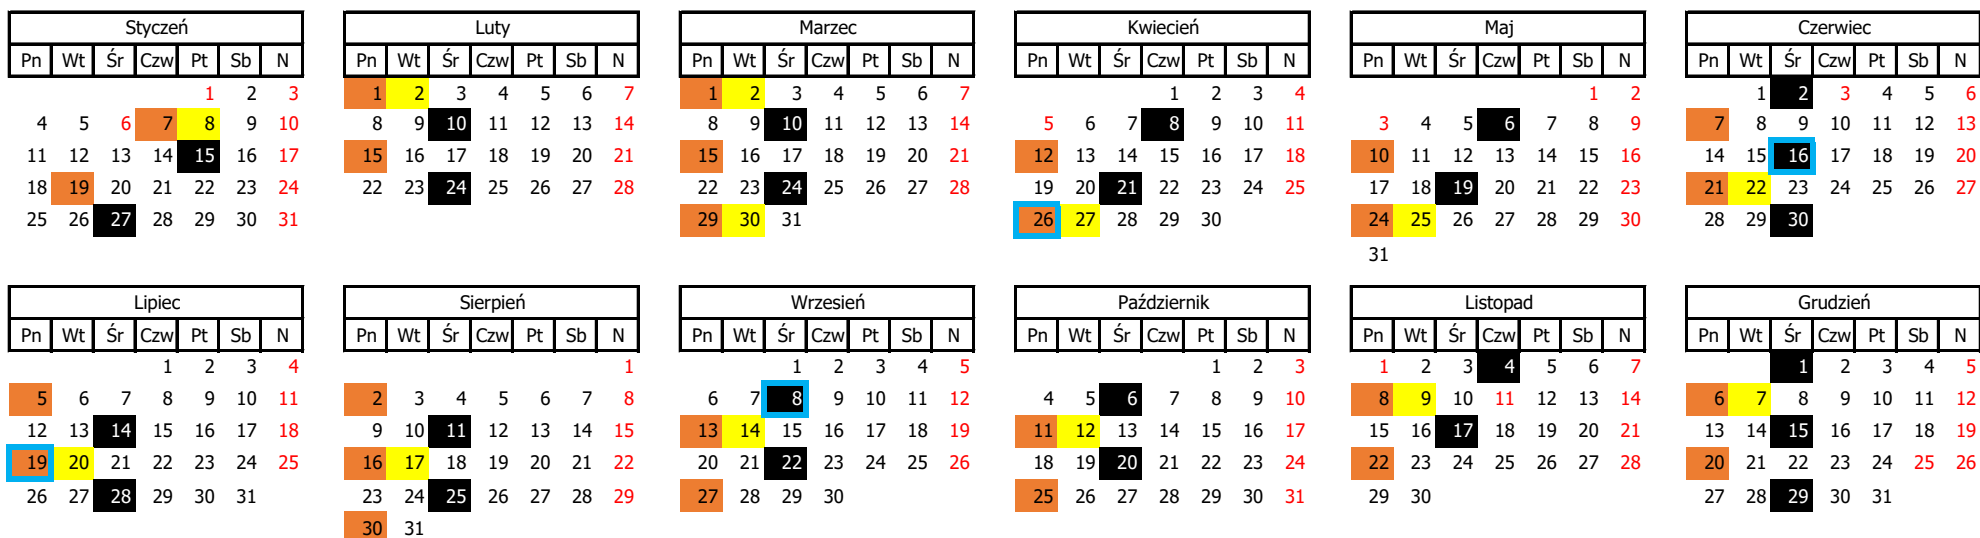 Styczeń Luty Marzec Kwiecień Maj Czerwiec
Pn Wt Śr Czw Pt Sb N Pn Wt Śr Czw Pt Sb N Pn Wt Śr Czw Pt Sb N Pn Wt Śr Czw Pt Sb N Pn Wt Śr Czw Pt Sb N Pn Wt Śr Czw Pt Sb N
1 2 3 1 2 3 4 5 6 7 1 2 3 4 5 6 7 1 2 3 4 1 2 1 2 3 4 5 6
4 5 6 7 8 9 10 8 9 10 11 12 13 14 8 9 10 11 12 13 14 5 6 7 8 9 10 11 3 4 5 6 7 8 9 7 8 9 10 11 12 13
11 12 13 14 15 16 17 15 16 17 18 19 20 21 15 16 17 18 19 20 21 12 13 14 15 16 17 18 10 11 12 13 14 15 16 14 15 16 17 18 19 20
18 19 20 21 22 23 24 22 23 24 25 26 27 28 22 23 24 25 26 27 28 19 20 21 22 23 24 25 17 18 19 20 21 22 23 21 22 23 24 25 26 27
25 26 27 28 29 30 31 29 30 31 26 27 28 29 30 24 25 26 27 28 29 30 28 29 30
31
Lipiec Sierpień Wrzesień Październik Listopad Grudzień
Pn Wt Śr Czw Pt Sb N Pn Wt Śr Czw Pt Sb N Pn Wt Śr Czw Pt Sb N Pn Wt Śr Czw Pt Sb N Pn Wt Śr Czw Pt Sb N Pn Wt Śr Czw Pt Sb N
1 2 3 4 1 1 2 3 4 5 1 2 3 1 2 3 4 5 6 7 1 2 3 4 5
5 6 7 8 9 10 11 2 3 4 5 6 7 8 6 7 8 9 10 11 12 4 5 6 7 8 9 10 8 9 10 11 12 13 14 6 7 8 9 10 11 12
12 13 14 15 16 17 18 9 10 11 12 13 14 15 13 14 15 16 17 18 19 11 12 13 14 15 16 17 15 16 17 18 19 20 21 13 14 15 16 17 18 19
19 20 21 22 23 24 25 16 17 18 19 20 21 22 20 21 22 23 24 25 26 18 19 20 21 22 23 24 22 23 24 25 26 27 28 20 21 22 23 24 25 26
26 27 28 29 30 31 23 24 25 26 27 28 29 27 28 29 30 25 26 27 28 29 30 31 29 30 27 28 29 30 31
30 31